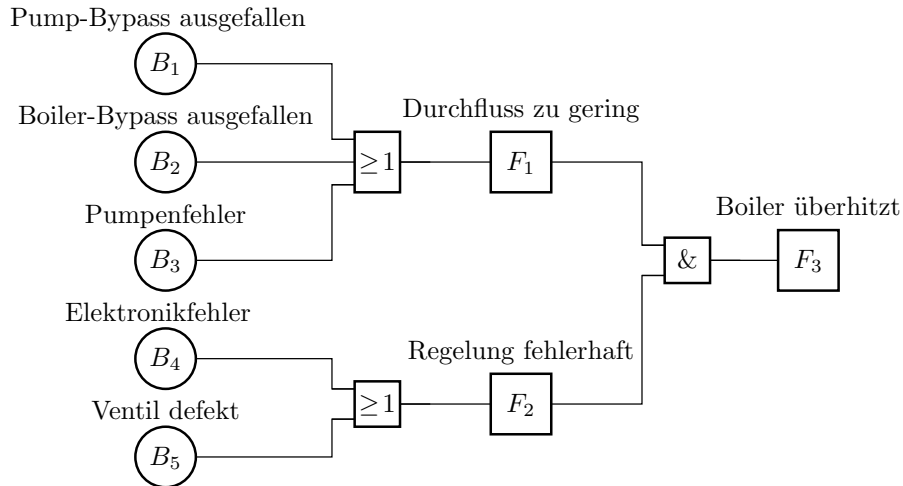 Pump-Bypass ausgefallen
B₁
Boiler-Bypass ausgefallen
B₂
≥1
Durchfluss zu gering
F₁
Pumpenfehler
B₃
&
Boiler überhitzt
F₃
Elektronikfehler
B₄
≥1
Regelung fehlerhaft
F₂
Ventil defekt
B₅